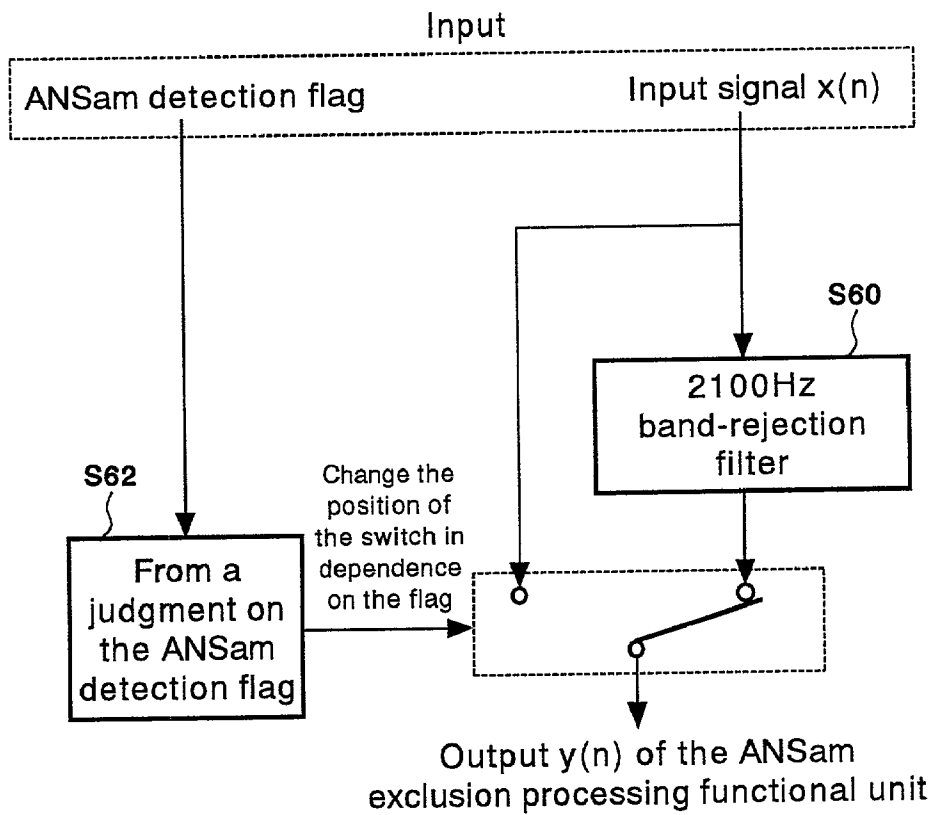 Input
ANSam detection flag
Input signal x(n)
S60
2100Hz
band-rejection
filter
S62
Change the
position of
the switch in
dependence
on the flag
From a
judgment on
the ANSam
detection flag
Output y(n) of the ANSam
exclusion processing functional unit